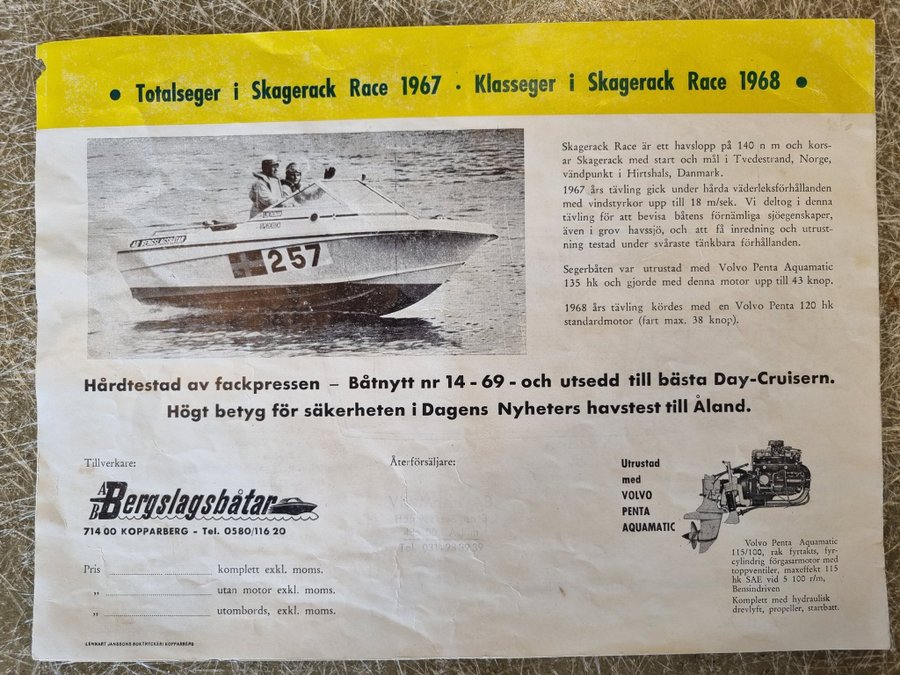 • Totalseger i Skagerack Race 1967 · Klasseger i Skagerack Race 1968 •
AB BERGSLAGSBÅTAR
257
Skagerack Race är ett havslopp på 140 n m och kors-
ar Skagerack med start och mål i Tvedestrand, Norge,
vändpunkt i Hirtshals, Danmark.
1967 års tävling gick under hårda väderleksförhållanden
med vindstyrkor upp till 18 m/sek. Vi deltog i denna
tävling för att bevisa båtens förnämliga sjöegenskaper,
även i grov havssjö, och att få inredning och utrust-
ning testad under svåraste tänkbara förhållanden.
Segerbåten var utrustad med Volvo Penta Aquamatic
135 hk och gjorde med denna motor upp till 43 knop.
1968 års tävling kördes med en Volvo Penta 120 hk
standardmotor (fart max. 38 knop).
Hårdtestad av fackpressen – Båtnytt nr 14 - 69 - och utsedd till bästa Day-Cruisern.
Högt betyg för säkerheten i Dagens Nyheters havstest till Åland.
Tillverkare:
AB Bergslagsbåtar
714 00 KOPPARBERG - Tel. 0580/116 20
Pris ........................ komplett exkl. moms.
„ ........................ utan motor exkl. moms.
„ ........................ utombords, exkl. moms.
LENNART JANSSONS BOKTRYCKERI KOPPARBERG
Återförsäljare:
Utrustad
med
VOLVO
PENTA
AQUAMATIC
Volvo Penta Aquamatic
115/100, rak fyrtakts, fyr-
cylindrig förgasarmotor med
toppventiler, maxeffekt 115
hk SAE vid 5 100 r/m,
Bensindriven
Komplett med hydraulisk
drevlyft, propeller, startbatt.